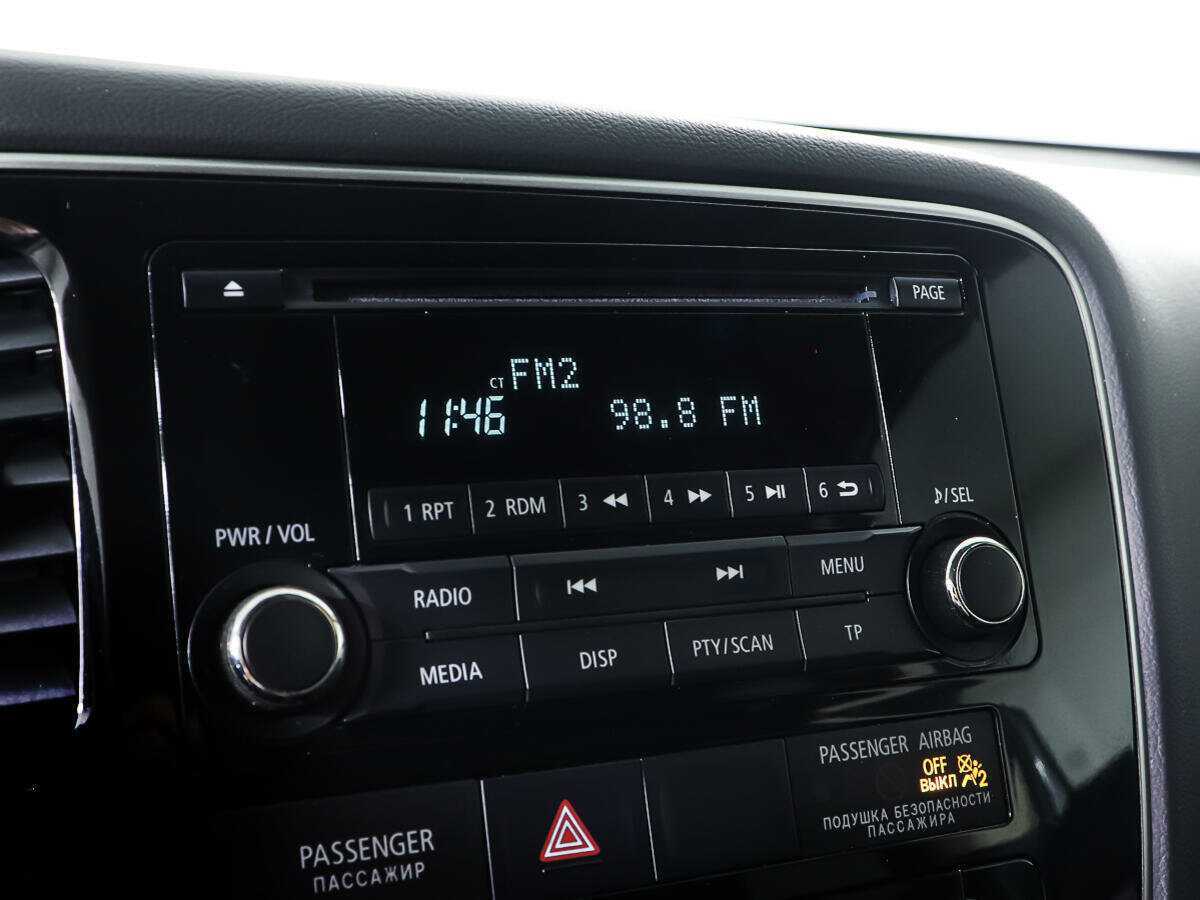 PAGE
CT FM2
11:46 98.8 FM
1 RPT 2 RDM 3 4 5 6
PWR / VOL
/SEL
RADIO
MENU
MEDIA DISP PTY/SCAN TP
PASSENGER AIRBAG
OFF
ВЫКЛ 2
ПОДУШКА БЕЗОПАСНОСТИ
ПАССАЖИРА
PASSENGER
ПАССАЖИР